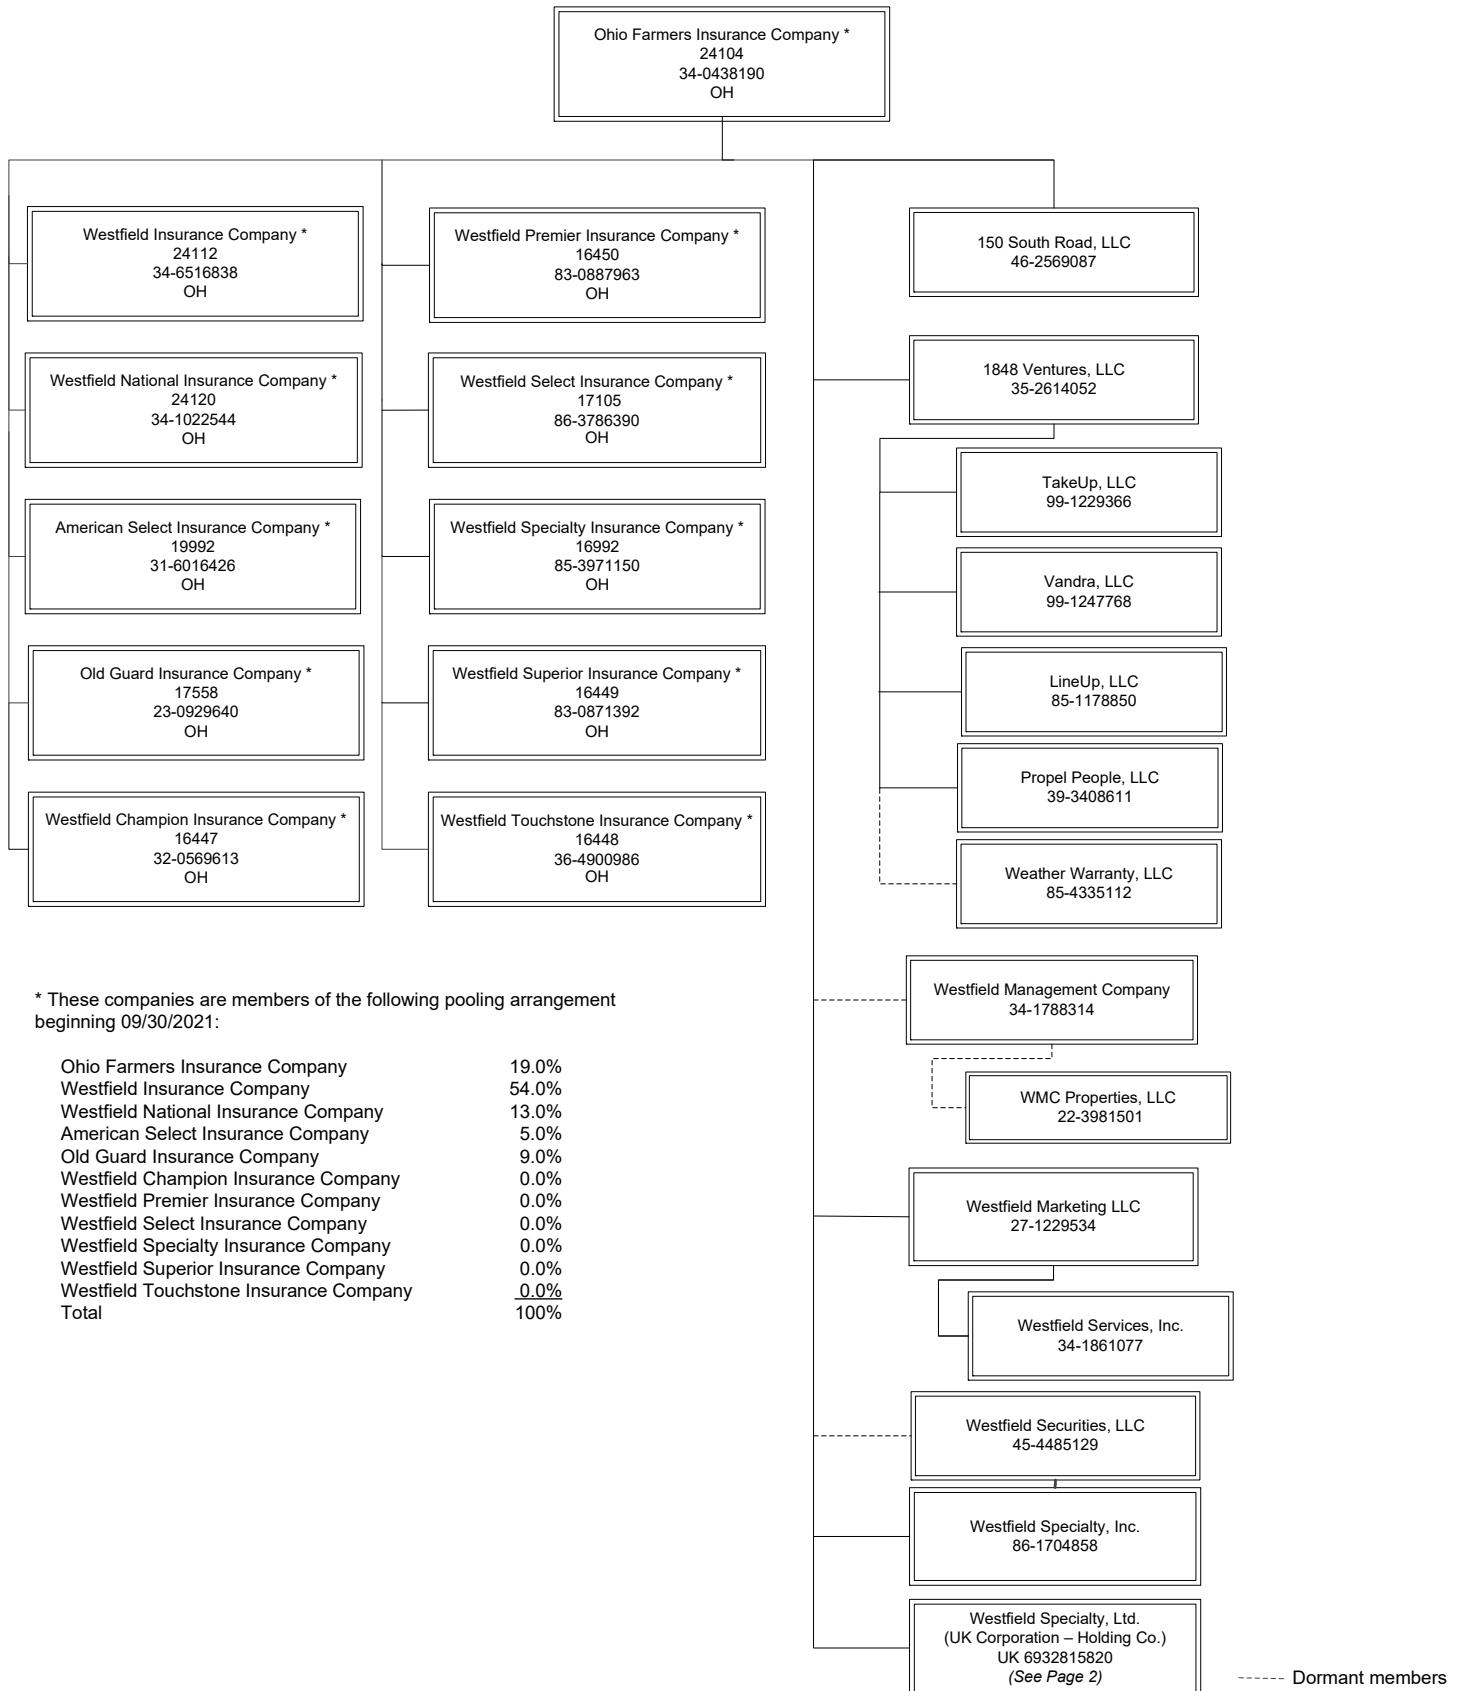 Ohio Farmers Insurance Company *
24104
34-0438190
OH
Westfield Insurance Company *
24112
34-6516838
OH
Westfield National Insurance Company *
24120
34-1022544
OH
American Select Insurance Company *
19992
31-6016426
OH
Old Guard Insurance Company *
17558
23-0929640
OH
Westfield Champion Insurance Company *
16447
32-0569613
OH
Westfield Premier Insurance Company *
16450
83-0887963
OH
Westfield Select Insurance Company *
17105
86-3786390
OH
Westfield Specialty Insurance Company *
16992
85-3971150
OH
Westfield Superior Insurance Company *
16449
83-0871392
OH
Westfield Touchstone Insurance Company *
16448
36-4900986
OH
150 South Road, LLC
46-2569087
1848 Ventures, LLC
35-2614052
TakeUp, LLC
99-1229366
Vandra, LLC
99-1247768
LineUp, LLC
85-1178850
Propel People, LLC
39-3408611
Weather Warranty, LLC
85-4335112
Westfield Management Company
34-1788314
WMC Properties, LLC
22-3981501
Westfield Marketing LLC
27-1229534
Westfield Services, Inc.
34-1861077
Westfield Securities, LLC
45-4485129
Westfield Specialty, Inc.
86-1704858
Westfield Specialty, Ltd.
(UK Corporation – Holding Co.)
UK 6932815820
(See Page 2)
* These companies are members of the following pooling arrangement
beginning 09/30/2021:
Ohio Farmers Insurance Company 19.0%
Westfield Insurance Company 54.0%
Westfield National Insurance Company 13.0%
American Select Insurance Company 5.0%
Old Guard Insurance Company 9.0%
Westfield Champion Insurance Company 0.0%
Westfield Premier Insurance Company 0.0%
Westfield Select Insurance Company 0.0%
Westfield Specialty Insurance Company 0.0%
Westfield Superior Insurance Company 0.0%
Westfield Touchstone Insurance Company 0.0%
Total 100%
Dormant members